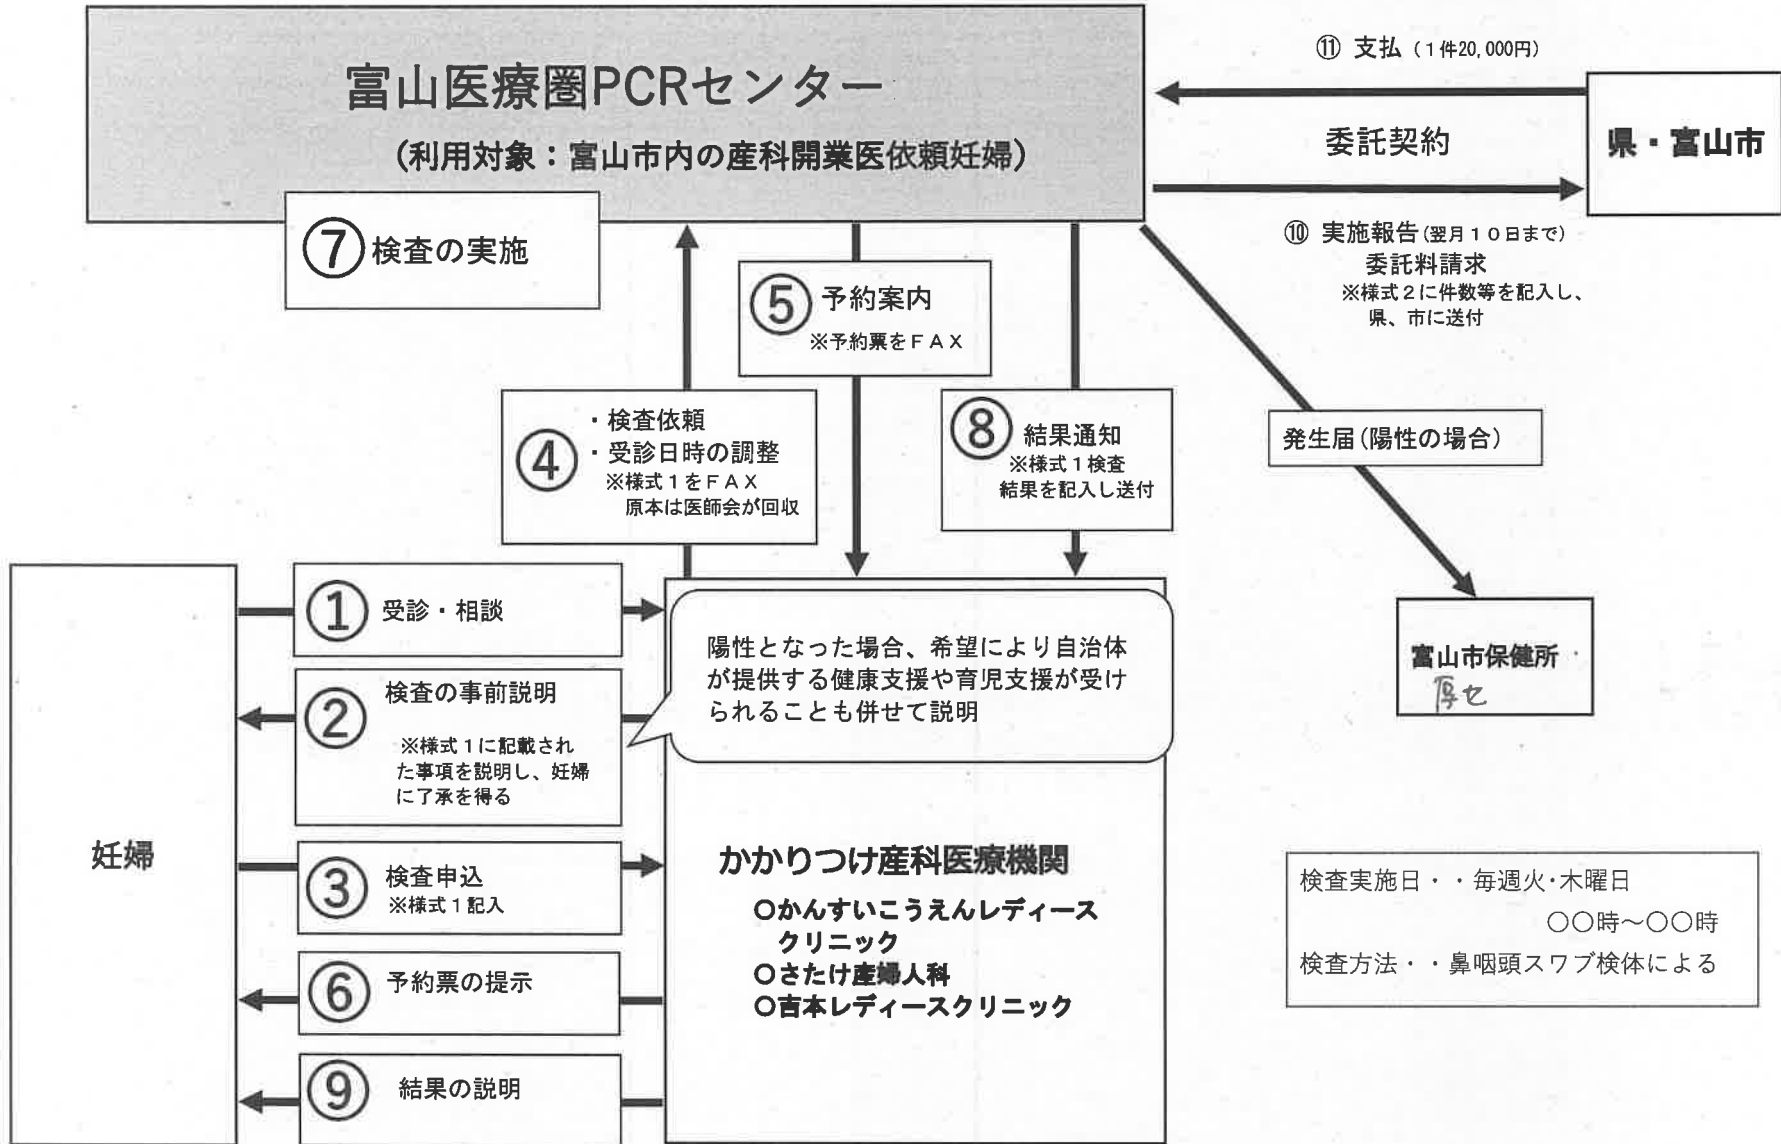 富山医療圏PCRセンター
(利用対象：富山市内の産科開業医依頼妊婦)
⑪ 支払（１件20,000円）
委託契約
県・富山市
⑩ 実施報告(翌月１０日まで)
委託料請求
※様式２に件数等を記入し、
県、市に送付
⑦ 検査の実施
⑤ 予約案内
※予約票をＦＡＸ
④ ・検査依頼
・受診日時の調整
※様式１をＦＡＸ
原本は医師会が回収
⑧ 結果通知
※様式１検査
結果を記入し送付
発生届(陽性の場合)
富山市保健所
厚セ
妊婦
① 受診・相談
② 検査の事前説明
※様式１に記載され
た事項を説明し、妊婦
に了承を得る
陽性となった場合、希望により自治体
が提供する健康支援や育児支援が受け
られることも併せて説明
③ 検査申込
※様式１記入
⑥ 予約票の提示
⑨ 結果の説明
かかりつけ産科医療機関
○かんすいこうえんレディース
クリニック
○さたけ産婦人科
○吉本レディースクリニック
検査実施日・・毎週火・木曜日
○○時～○○時
検査方法・・鼻咽頭スワブ検体による